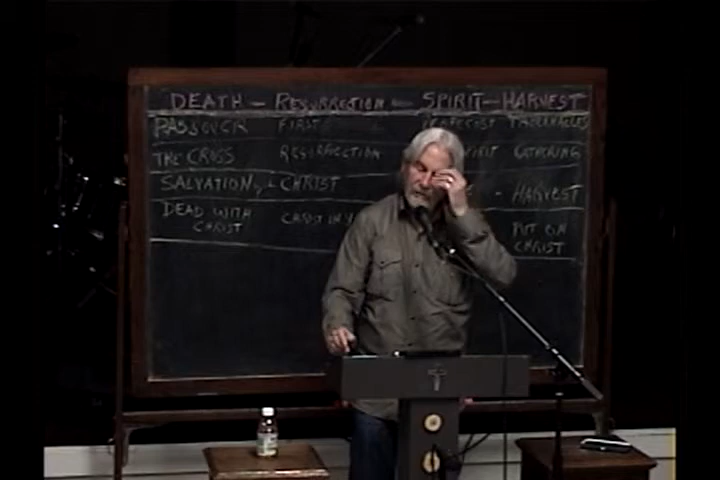 DEATH - RESURRECTION - SPIRIT - HARVEST
PASSOVER FIRST PENTECOST TABERNACLES
THE CROSS RESURRECTION SPIRIT GATHERING
SALVATION - CHRIST - HARVEST
DEAD WITH CHRIST IN
CHRIST
PUT ON
CHRIST